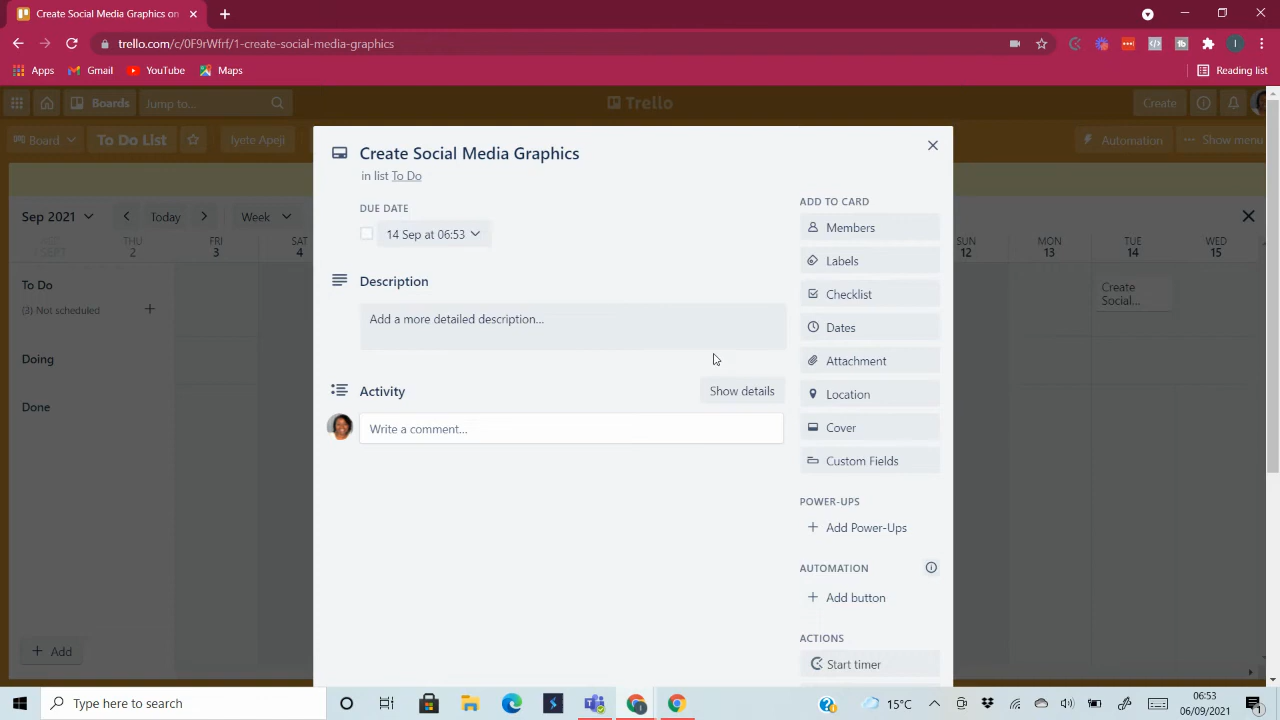 Create Social Media Graphics on
trello.com/c/0F9rWfrf/1-create-social-media-graphics
Apps
Gmail
YouTube
Maps
Reading list
Boards
Jump to...
Trello
Create
Board
To Do List
Iyete Apeji
Automation
Show menu
Create Social Media Graphics
in list To Do
DUE DATE
14 Sep at 06:53
Description
Add a more detailed description...
Activity
Show details
Write a comment...
ADD TO CARD
Members
Labels
Checklist
Dates
Attachment
Location
Cover
Custom Fields
POWER-UPS
Add Power-Ups
AUTOMATION
Add button
ACTIONS
Start timer
Sep 2021
Today
Week
THU
2
FRI
3
SAT
4
SUN
12
MON
13
TUE
14
WED
15
To Do
(3) Not scheduled
Create
Social...
Doing
Done
Add
Type here to search
15°C
06:53
06/09/2021
1